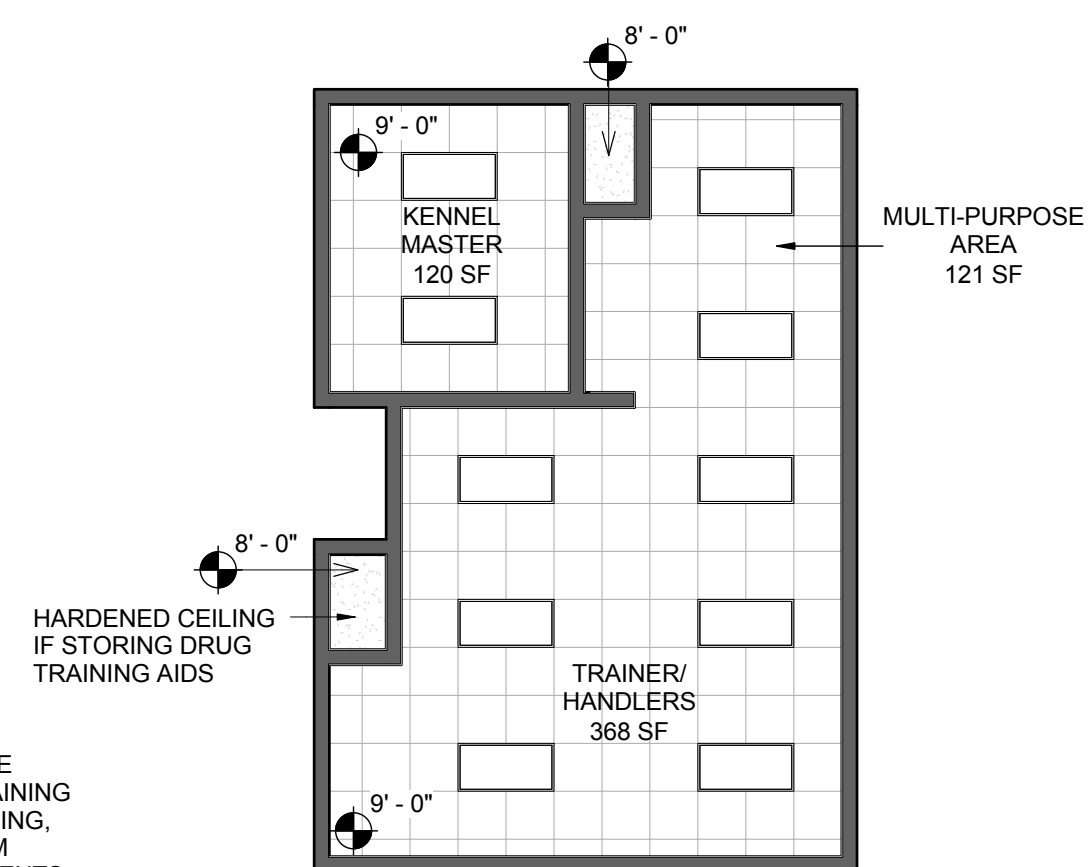 8' - 0"
9' - 0"
KENNEL
MASTER
120 SF
MULTI-PURPOSE
AREA
121 SF
8' - 0"
HARDENED CEILING
IF STORING DRUG
TRAINING AIDS
TRAINER/
HANDLERS
368 SF
9' - 0"